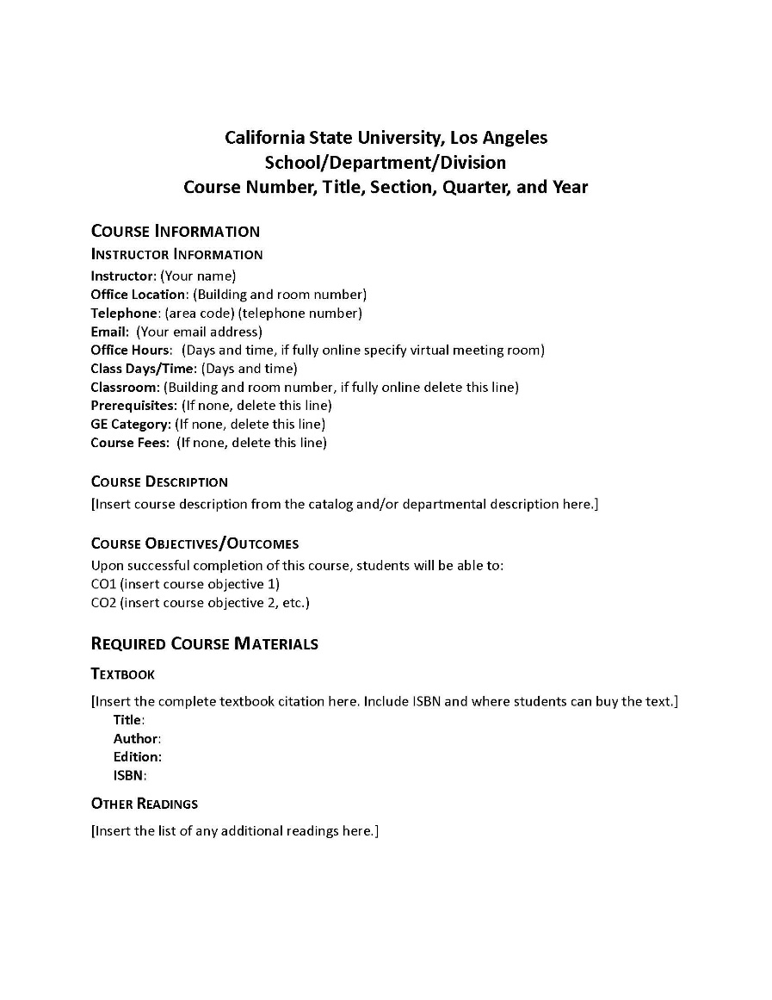 California State University, Los Angeles
School/Department/Division
Course Number, Title, Section, Quarter, and Year
COURSE INFORMATION
INSTRUCTOR INFORMATION
Instructor: (Your name)
Office Location: (Building and room number)
Telephone: (area code) (telephone number)
Email:  (Your email address)
Office Hours:  (Days and time, if fully online specify virtual meeting room)
Class Days/Time: (Days and time)
Classroom: (Building and room number, if fully online delete this line)
Prerequisites: (If none, delete this line)
GE Category: (If none, delete this line)
Course Fees:  (If none, delete this line)
COURSE DESCRIPTION
[Insert course description from the catalog and/or departmental description here.]
COURSE OBJECTIVES/OUTCOMES
Upon successful completion of this course, students will be able to:
CO1 (insert course objective 1)
CO2 (insert course objective 2, etc.)
REQUIRED COURSE MATERIALS
TEXTBOOK
[Insert the complete textbook citation here. Include ISBN and where students can buy the text.]
Title:
Author:
Edition:
ISBN:
OTHER READINGS
[Insert the list of any additional readings here.]